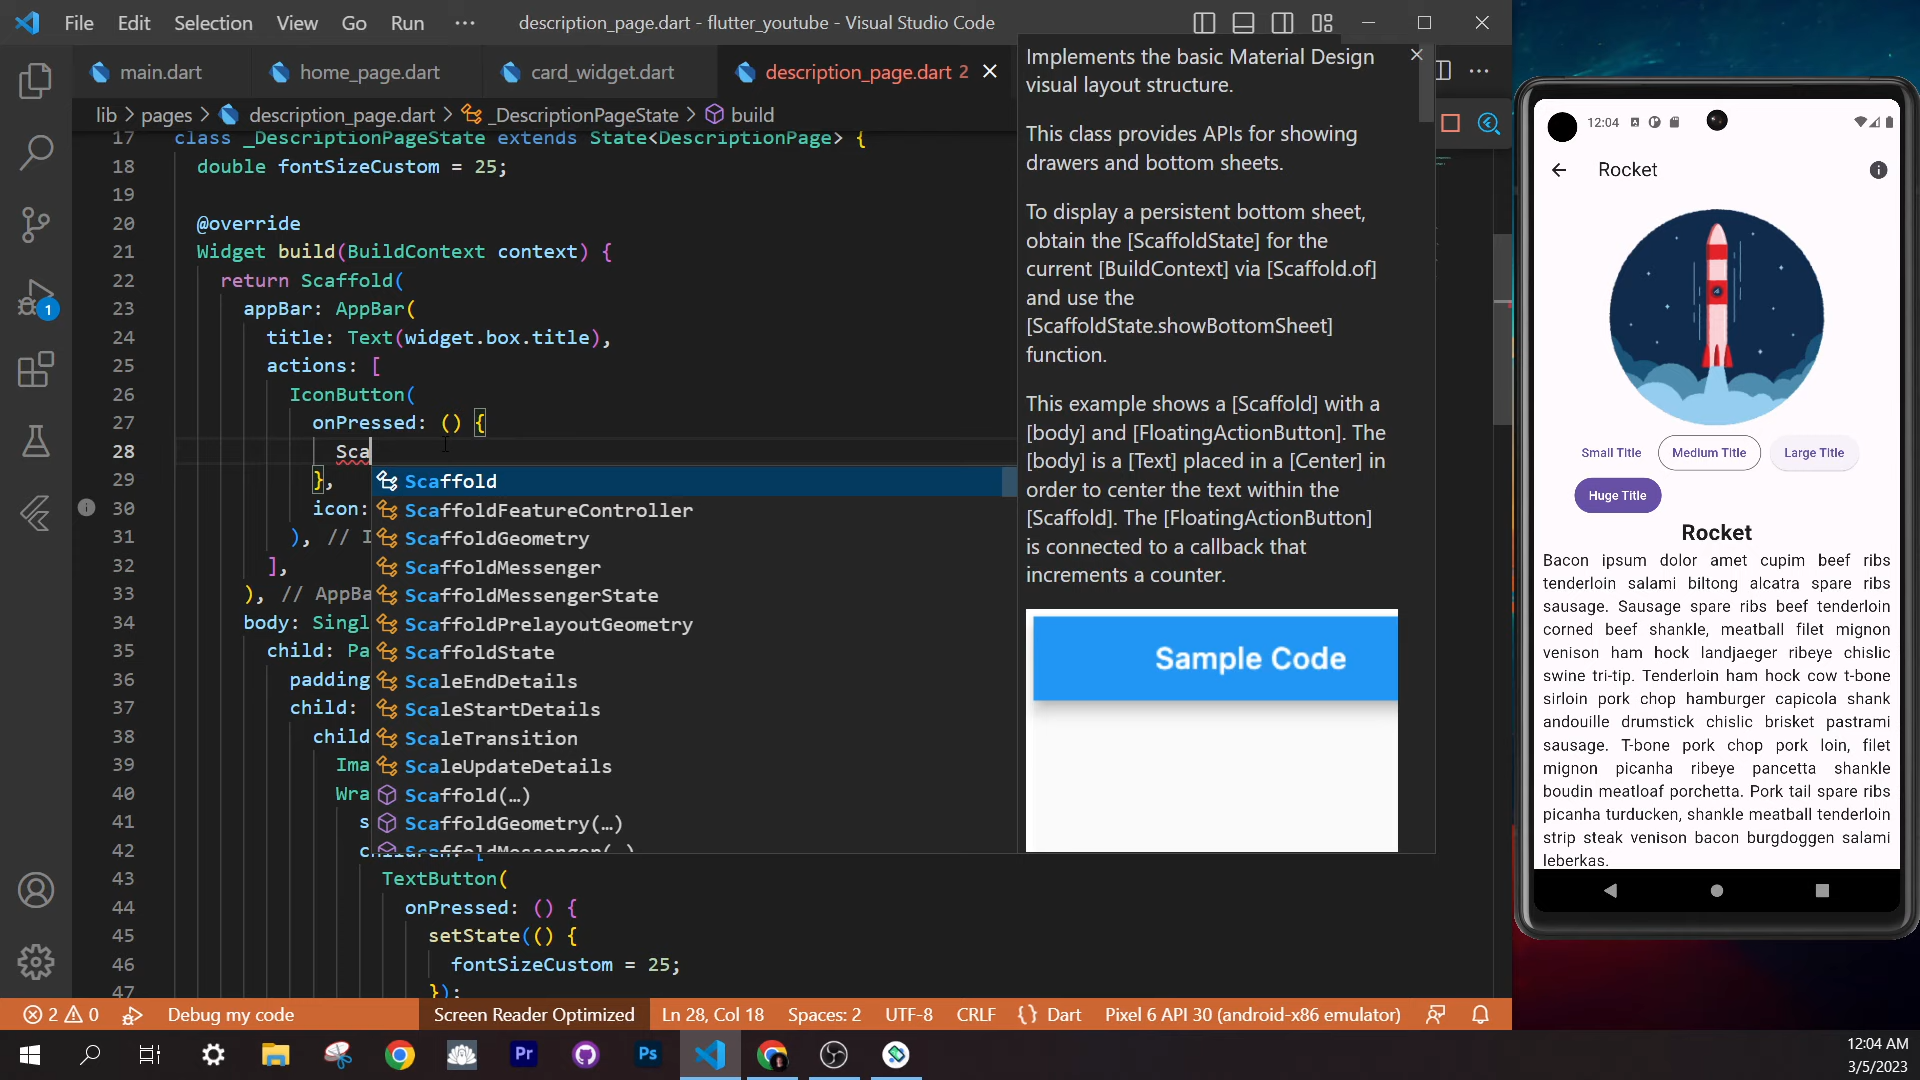 File Edit Selection View Go Run ··· description_page.dart - flutter_youtube - Visual Studio Code
main.dart home_page.dart card_widget.dart description_page.dart 2
lib > pages > description_page.dart > _DescriptionPageState > build
17 class _DescriptionPageState extends State<DescriptionPage> {
18 double fontSizeCustom = 25;
19
20 @override
21 Widget build(BuildContext context) {
22 return Scaffold(
23 appBar: AppBar(
24 title: Text(widget.box.title),
25 actions: [
26 IconButton(
27 onPressed: () {
28 Sca
29 },
30 icon:
31 ), // I
32 ],
33 ), // AppBa
34 body: Singl
35 child: Pa
36 padding
37 child:
38 child
39 Ima
40 Wra
41 s
42 children: [
43 TextButton(
44 onPressed: () {
45 setState(() {
46 fontSizeCustom = 25;
47 });
Scaffold
ScaffoldFeatureController
ScaffoldGeometry
ScaffoldMessenger
ScaffoldMessengerState
ScaffoldPrelayoutGeometry
ScaffoldState
ScaleEndDetails
ScaleStartDetails
ScaleTransition
ScaleUpdateDetails
Scaffold(…)
ScaffoldGeometry(…)
ScaffoldMessenger(…)
Implements the basic Material Design
visual layout structure.
This class provides APIs for showing
drawers and bottom sheets.
To display a persistent bottom sheet,
obtain the [ScaffoldState] for the
current [BuildContext] via [Scaffold.of]
and use the
[ScaffoldState.showBottomSheet]
function.
This example shows a [Scaffold] with a
[body] and [FloatingActionButton]. The
[body] is a [Text] placed in a [Center] in
order to center the text within the
[Scaffold]. The [FloatingActionButton]
is connected to a callback that
increments a counter.
Sample Code
1
12:04
Rocket
Small Title Medium Title Large Title
Huge Title
Rocket
Bacon ipsum dolor amet cupim beef ribs
tenderloin salami biltong alcatra spare ribs
sausage. Sausage spare ribs beef tenderloin
corned beef shankle, meatball filet mignon
venison ham hock landjaeger ribeye chislic
swine tri-tip. Tenderloin ham hock cow t-bone
sirloin pork chop hamburger capicola shank
andouille drumstick chislic brisket pastrami
sausage. T-bone pork chop pork loin, filet
mignon picanha ribeye pancetta shankle
boudin meatloaf porchetta. Pork tail spare ribs
picanha turducken, shankle meatball tenderloin
strip steak venison bacon burgdoggen salami
leberkas.
2 0 Debug my code Screen Reader Optimized Ln 28, Col 18 Spaces: 2 UTF-8 CRLF {} Dart Pixel 6 API 30 (android-x86 emulator)
Pr Ps
12:04 AM
3/5/2023